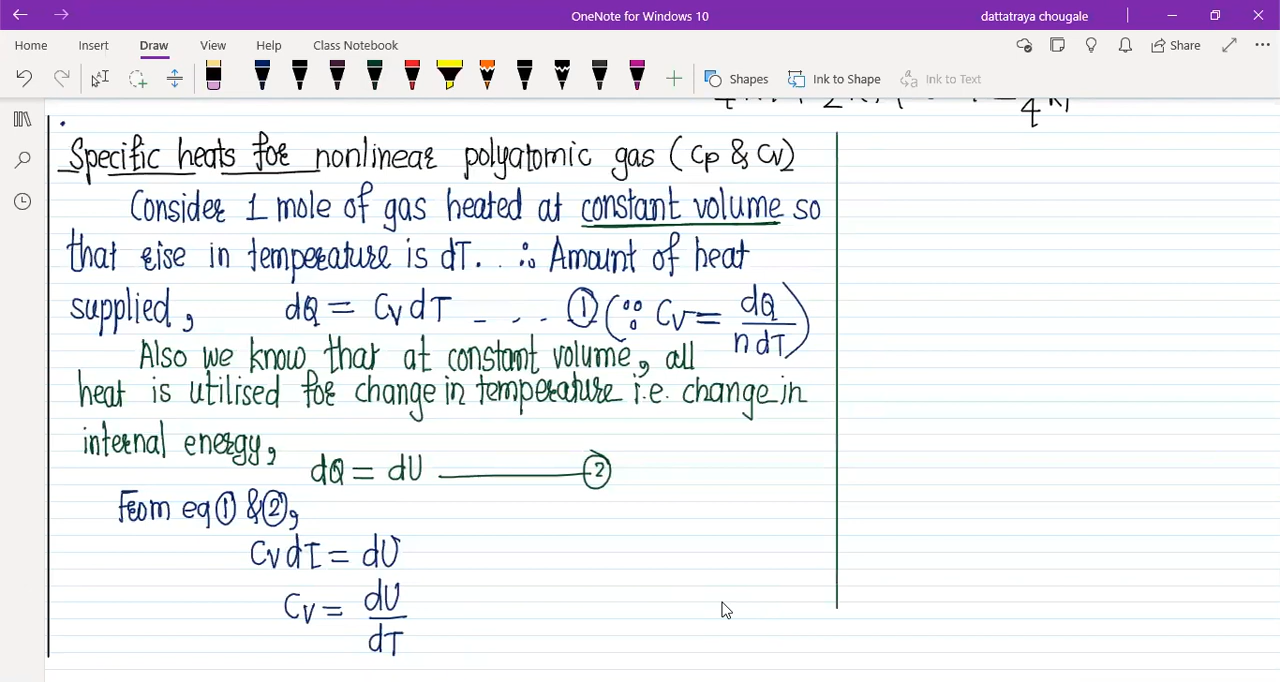 OneNote for Windows 10
dattatraya chougale
Home Insert Draw View Help Class Notebook
Share
Shapes Ink to Shape Ink to Text
Specific heats for nonlinear polyatomic gas (Cp & Cv)
Consider 1 mole of gas heated at constant volume so
that rise in temperature is dT. ∴ Amount of heat
supplied, dQ = Cv dT - . . . ① (∵ Cv = dQ / n dT)
Also we know that at constant volume, all
heat is utilised for change in temperature i.e. change in
internal energy,
dQ = dU ——— ②
From eq ① & ②,
Cv dT = dU
Cv = dU / dT